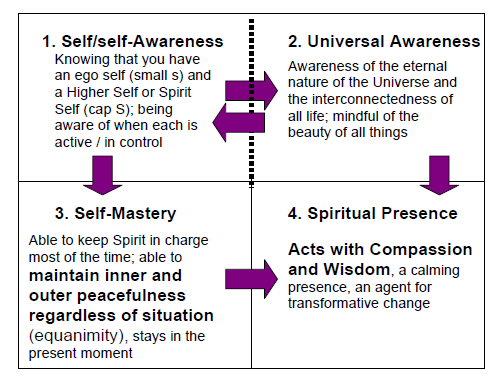 1. Self/self-Awareness
Knowing that you have
an ego self (small s) and
a Higher Self or Spirit
Self (cap S); being
aware of when each is
active / in control
2. Universal Awareness
Awareness of the eternal
nature of the Universe and
the interconnectedness of
all life; mindful of the
beauty of all things
3. Self-Mastery
Able to keep Spirit in charge
most of the time; able to
maintain inner and
outer peacefulness
regardless of situation
(equanimity), stays in the
present moment
4. Spiritual Presence
Acts with Compassion
and Wisdom, a calming
presence, an agent for
transformative change